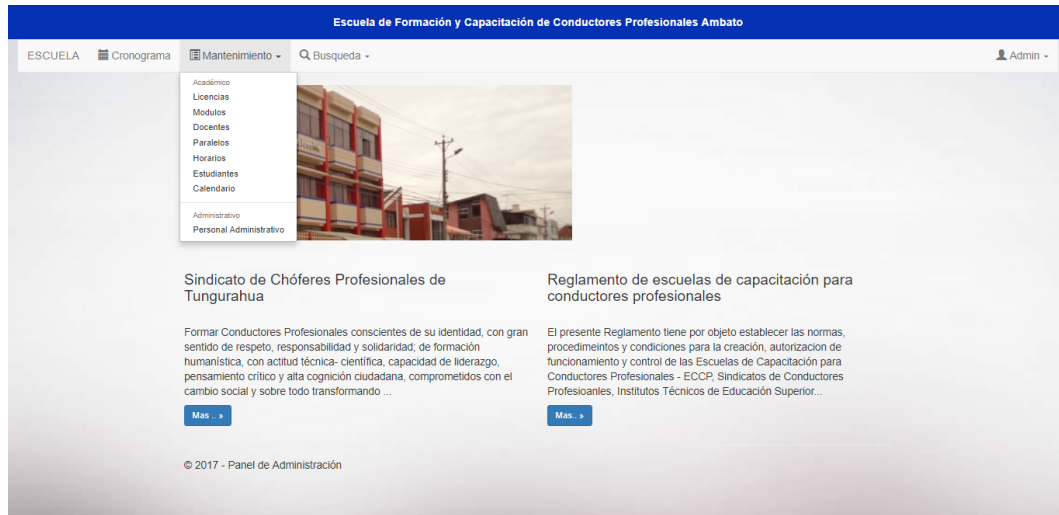 Escuela de Formación y Capacitación de Conductores Profesionales Ambato
ESCUELA Cronograma Mantenimiento Q Busqueda Admin
Académico
Licencias
Modulos
Docentes
Paralelos
Horarios
Estudiantes
Calendario
Administrativo
Personal Administrativo
Sindicato de Chóferes Profesionales de
Tungurahua
Formar Conductores Profesionales conscientes de su identidad, con gran
sentido de respeto, responsabilidad y solidaridad; de formación
humanística, con actitud técnica- científica, capacidad de liderazgo,
pensamiento crítico y alta cognición ciudadana, comprometidos con el
cambio social y sobre todo transformando ...
Mas .. »
Reglamento de escuelas de capacitación para
conductores profesionales
El presente Reglamento tiene por objeto establecer las normas,
procedimeintos y condiciones para la creación, autorizacion de
funcionamiento y control de las Escuelas de Capacitación para
Conductores Profesionales - ECCP, Sindicatos de Conductores
Profesioanles, Institutos Técnicos de Educación Superior...
Mas.. »
© 2017 - Panel de Administración